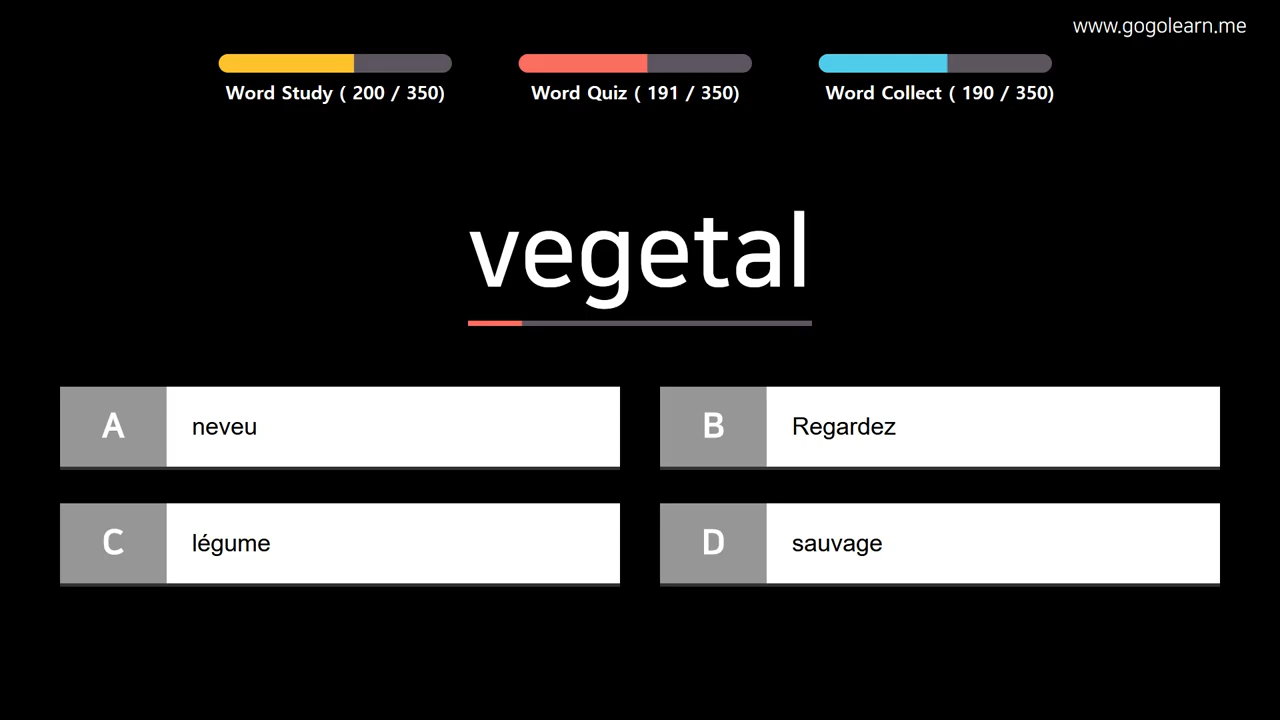 www.gogolearn.me
Word Study ( 200 / 350)
Word Quiz ( 191 / 350)
Word Collect ( 190 / 350)
vegetal
A neveu
B Regardez
C légume
D sauvage